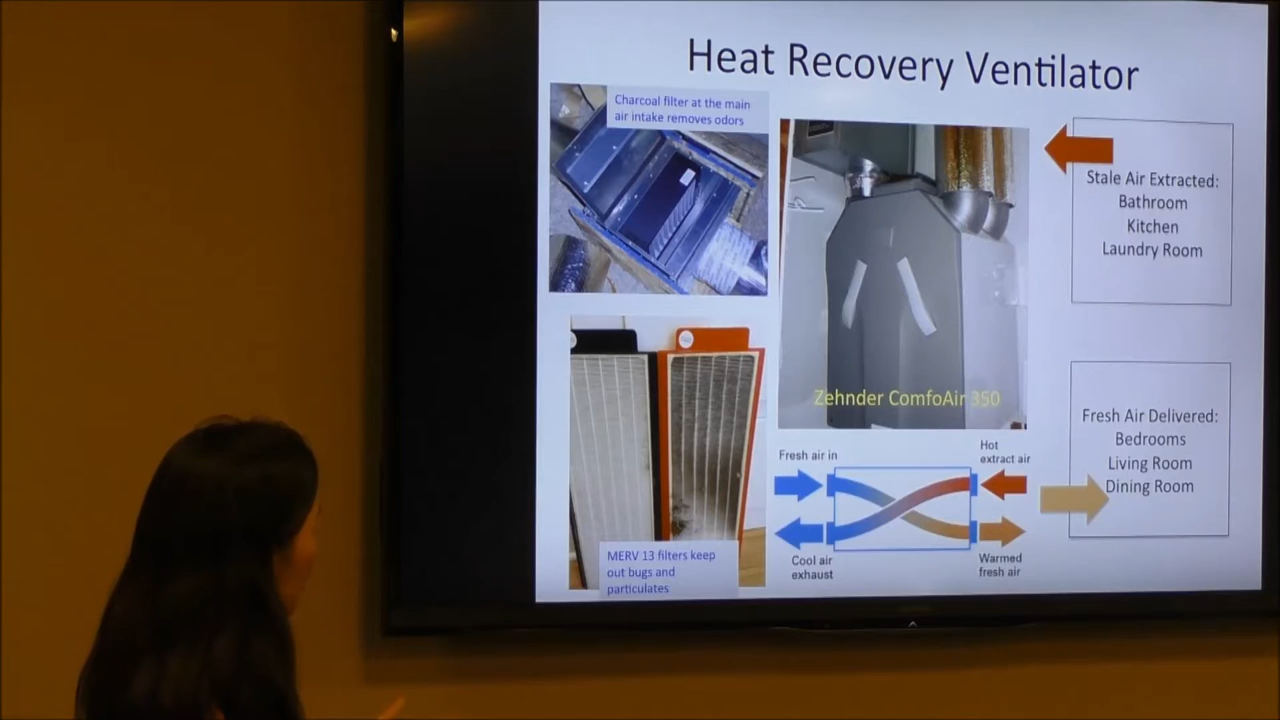 Heat Recovery Ventilator
Charcoal filter at the main
air intake removes odors
MERV 13 filters keep
out bugs and
particulates
Zehnder ComfoAir 350
Fresh air in
Hot
extract air
Cool air
exhaust
Warmed
fresh air
Stale Air Extracted:
Bathroom
Kitchen
Laundry Room
Fresh Air Delivered:
Bedrooms
Living Room
Dining Room